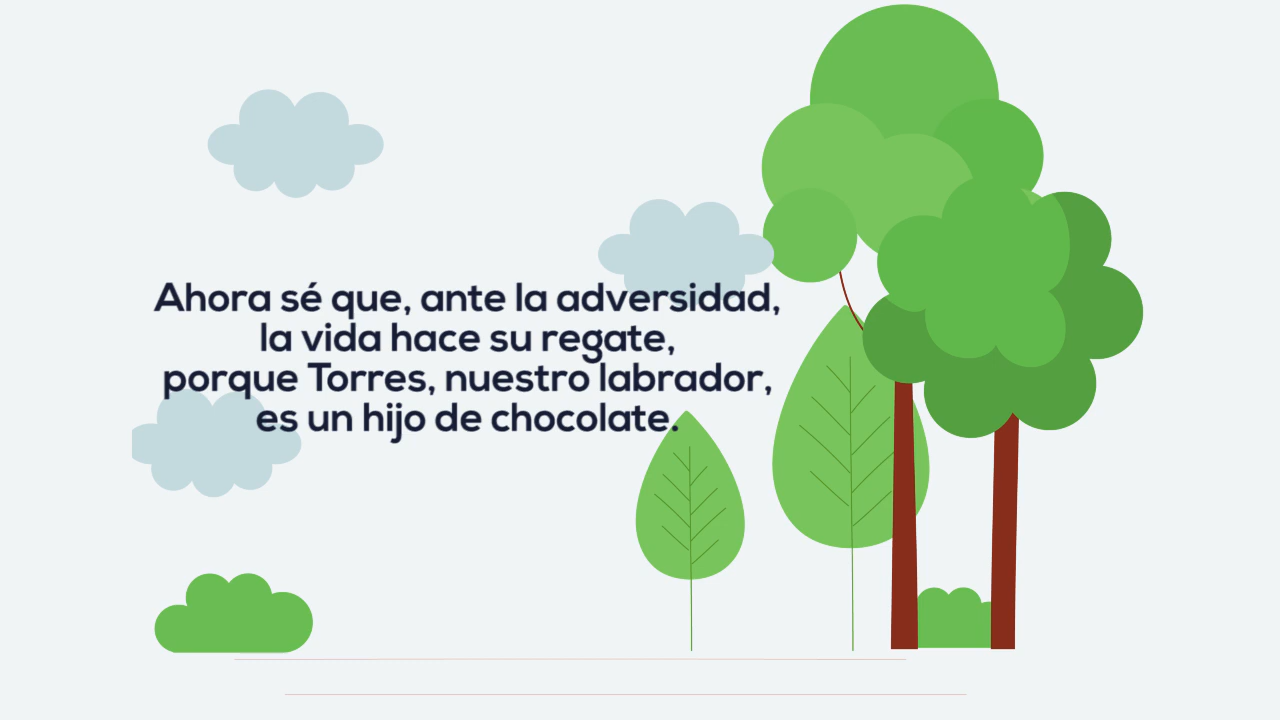 Ahora sé que, ante la adversidad,
la vida hace su regate,
porque Torres, nuestro labrador,
es un hijo de chocolate.